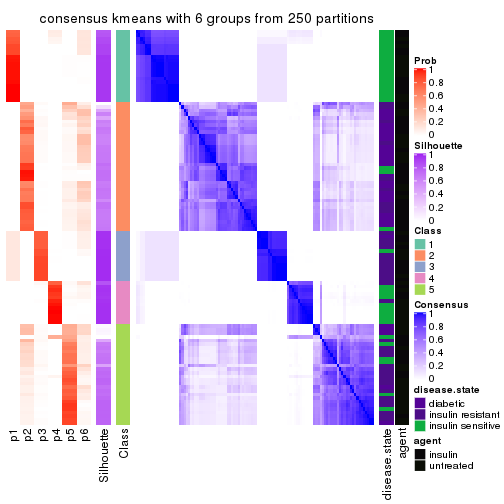 consensus kmeans with 6 groups from 250 partitions
p1
p2
p3
p4
p5
p6
Silhouette
Class
disease.state
agent
Prob
1
0.8
0.6
0.4
0.2
0
Silhouette
1
0.8
0.6
0.4
0.2
0
Class
1
2
3
4
5
Consensus
1
0.8
0.6
0.4
0.2
0
disease.state
diabetic
insulin resistant
insulin sensitive
agent
insulin
untreated